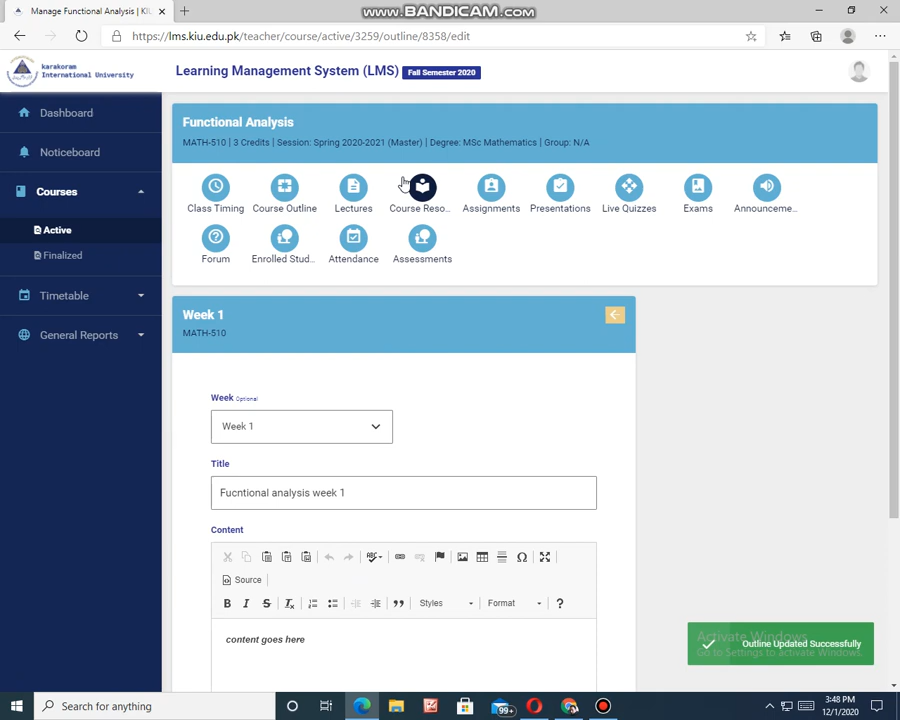 www.BANDICAM.com
Manage Functional Analysis | KIU
https://lms.kiu.edu.pk/teacher/course/active/3259/outline/8358/edit
karakoram
International University
Learning Management System (LMS) Fall Semester 2020
Dashboard
Noticeboard
Courses
Active
Finalized
Timetable
General Reports
Functional Analysis
MATH-510 | 3 Credits | Session: Spring 2020-2021 (Master) | Degree: MSc Mathematics | Group: N/A
Class Timing Course Outline Lectures Course Reso... Assignments Presentations Live Quizzes Exams Announceme...
Forum Enrolled Stud... Attendance Assessments
Week 1
MATH-510
Week Optional
Week 1
Title
Fucntional analysis week 1
Content
ABC
Source
B I S Styles Format ?
content goes here
Activate Windows
Go to Settings to activate Windows.
Outline Updated Successfully
Search for anything
99+
3:48 PM
12/1/2020